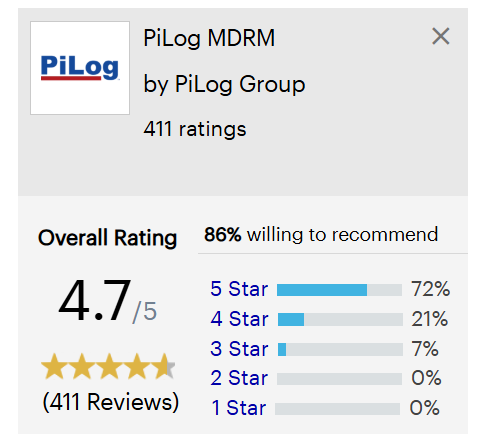 PiLog
PiLog MDRM
by PiLog Group
411 ratings
Overall Rating
4.7/5
(411 Reviews)
86% willing to recommend
5 Star 72%
4 Star 21%
3 Star 7%
2 Star 0%
1 Star 0%